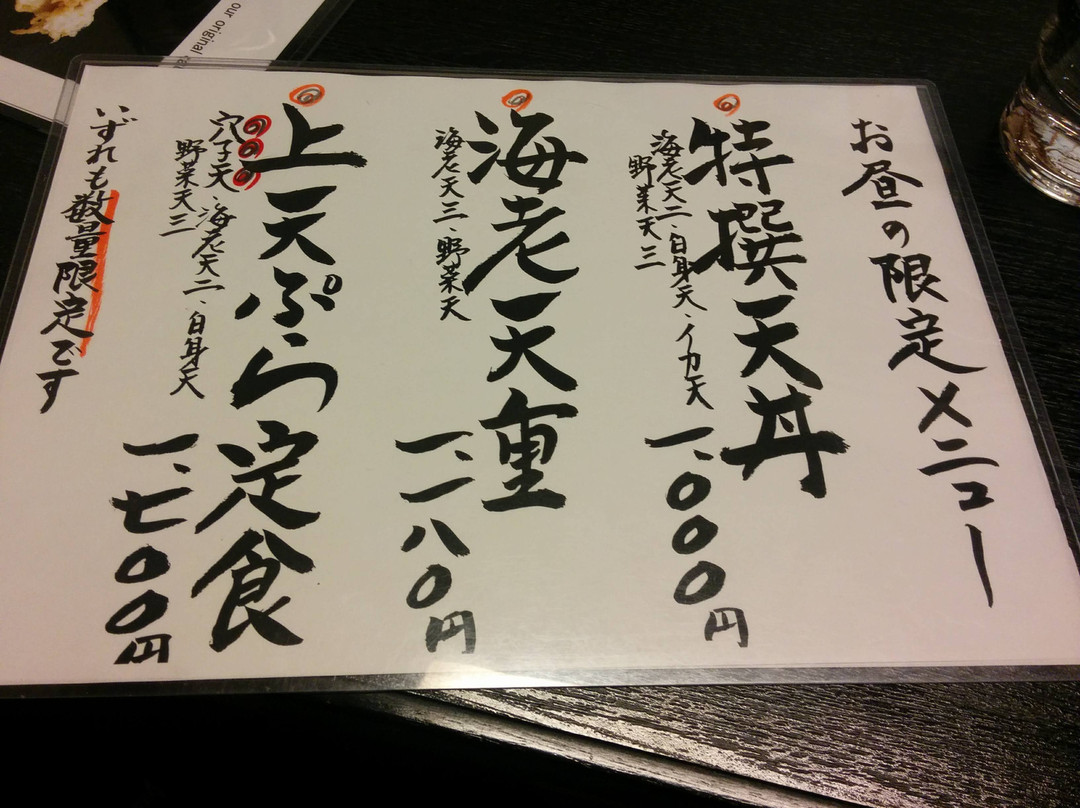 お昼の限定メニュー
特撰天丼
海老天二・白身天・イカ天
野菜天三
一、〇〇〇円
海老天重
海老天三・野菜天
一、一八〇円
上天ぷら定食
穴子天・海老天二・白身天
野菜天三
一、七〇〇円
いずれも数量限定です
our original